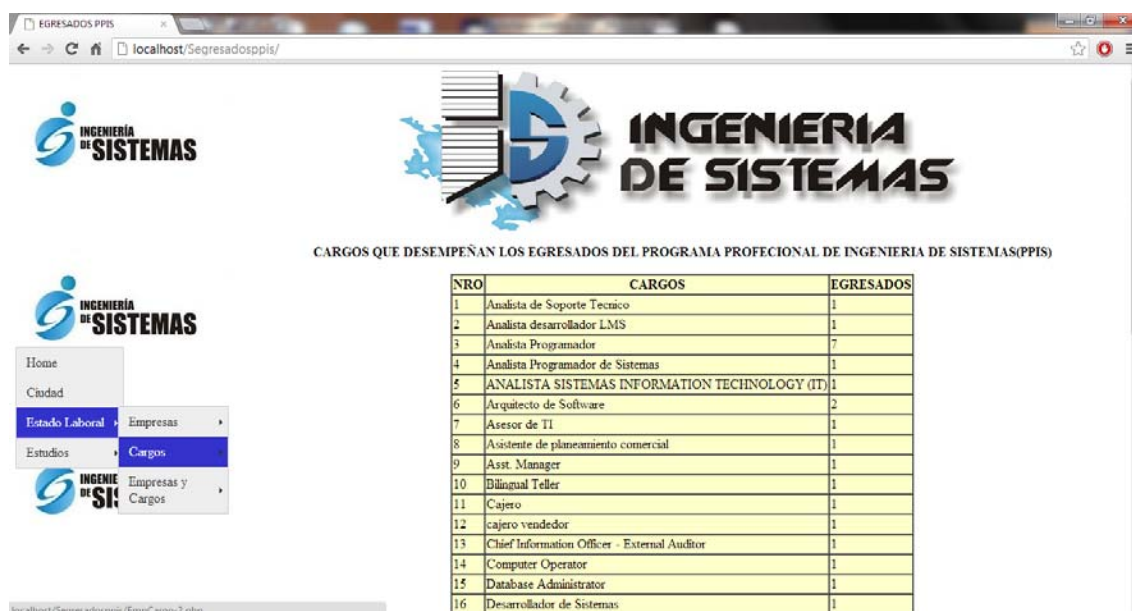 EGRESADOS PPIS
localhost/Segresadosppis/
INGENIERÍA
DE SISTEMAS
INGENIERIA
DE SISTEMAS
CARGOS QUE DESEMPEÑAN LOS EGRESADOS DEL PROGRAMA PROFECIONAL DE INGENIERIA DE SISTEMAS(PPIS)
INGENIERÍA
DE SISTEMAS
Home
Ciudad
Estado Laboral
Estudios
Empresas
Cargos
Empresas y
Cargos
INGENIE
DE SIS
NRO CARGOS EGRESADOS
1 Analista de Soporte Tecnico 1
2 Analista desarrollador LMS 1
3 Analista Programador 7
4 Analista Programador de Sistemas 1
5 ANALISTA SISTEMAS INFORMATION TECHNOLOGY (IT) 1
6 Arquitecto de Software 2
7 Asesor de TI 1
8 Asistente de planeamiento comercial 1
9 Asst. Manager 1
10 Bilingual Teller 1
11 Cajero 1
12 cajero vendedor 1
13 Chief Information Officer - External Auditor 1
14 Computer Operator 1
15 Database Administrator 1
16 Desarrollador de Sistemas 1